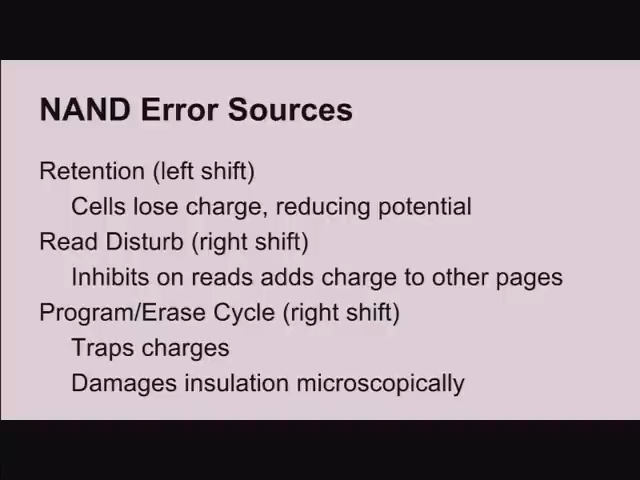 NAND Error Sources
Retention (left shift)
Cells lose charge, reducing potential
Read Disturb (right shift)
Inhibits on reads adds charge to other pages
Program/Erase Cycle (right shift)
Traps charges
Damages insulation microscopically